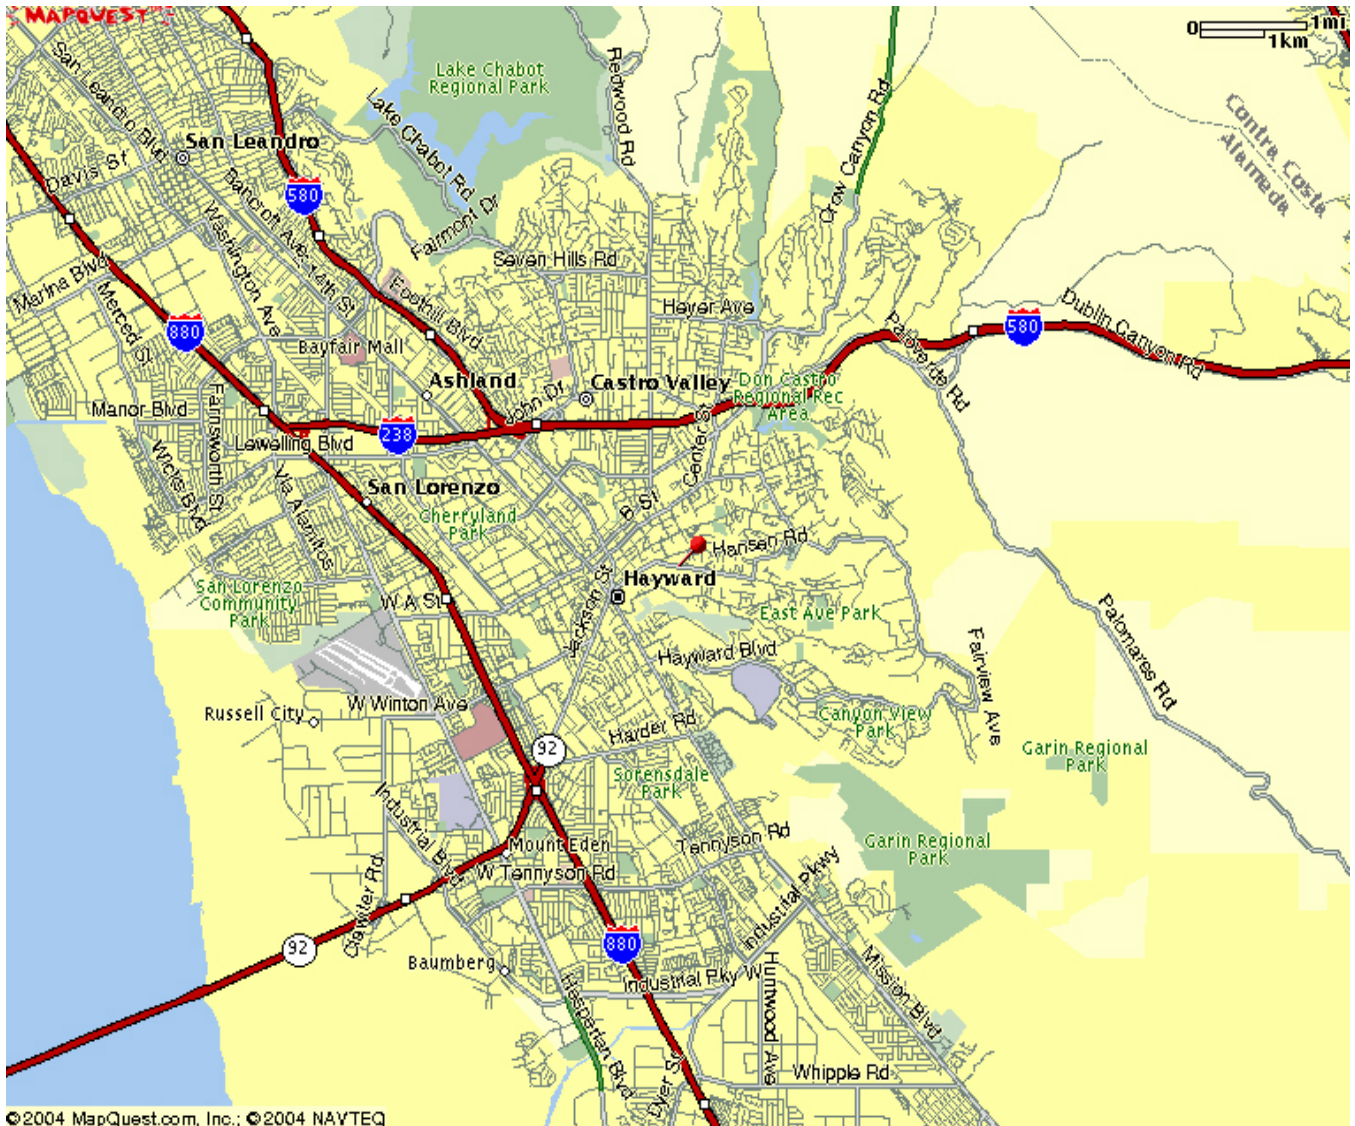 MAPQUEST
0
1mi
1km
Lake Chabot
Regional Park
Redwood Rd
Crow Canyon Rd
Contra Costa
Alameda
San Leandro Blvd
San Leandro
Davis St
Lake Chabot Rd
580
Bancroft Ave
Washington Ave
E 14th St
Fairmont Dr
Seven Hills Rd
Marina Blvd
Merced St
Foothill Blvd
Heyer Ave
Dublin Canyon Rd
580
880
Bayfair Mall
Palo Verde Rd
Ashland
Castro Valley
Don Castro
Regional Rec
Area
John Dr
Manor Blvd
Farnsworth St
238
Lewelling Blvd
Center St
Wicks Blvd
Via Alamitos
San Lorenzo
B St
Cherryland
Park
Hansen Rd
Hayward
San Lorenzo
Community
Park
W A St
Jackson St
East Ave Park
Palomares Rd
Hayward Blvd
Fairview Ave
W Winton Ave
Russell City
Canyon View
Park
Harder Rd
Garin Regional
Park
92
Sorensdale
Park
Industrial Blvd
Mount Eden
Tennyson Rd
Garin Regional
Park
W Tennyson Rd
Clawiter Rd
Industrial Pkwy
92
880
Baumberg
Industrial Pky W
Mission Blvd
Hesperian Blvd
Huntwood Ave
Dyer St
Whipple Rd
©2004 MapQuest.com, Inc.; ©2004 NAVTEQ